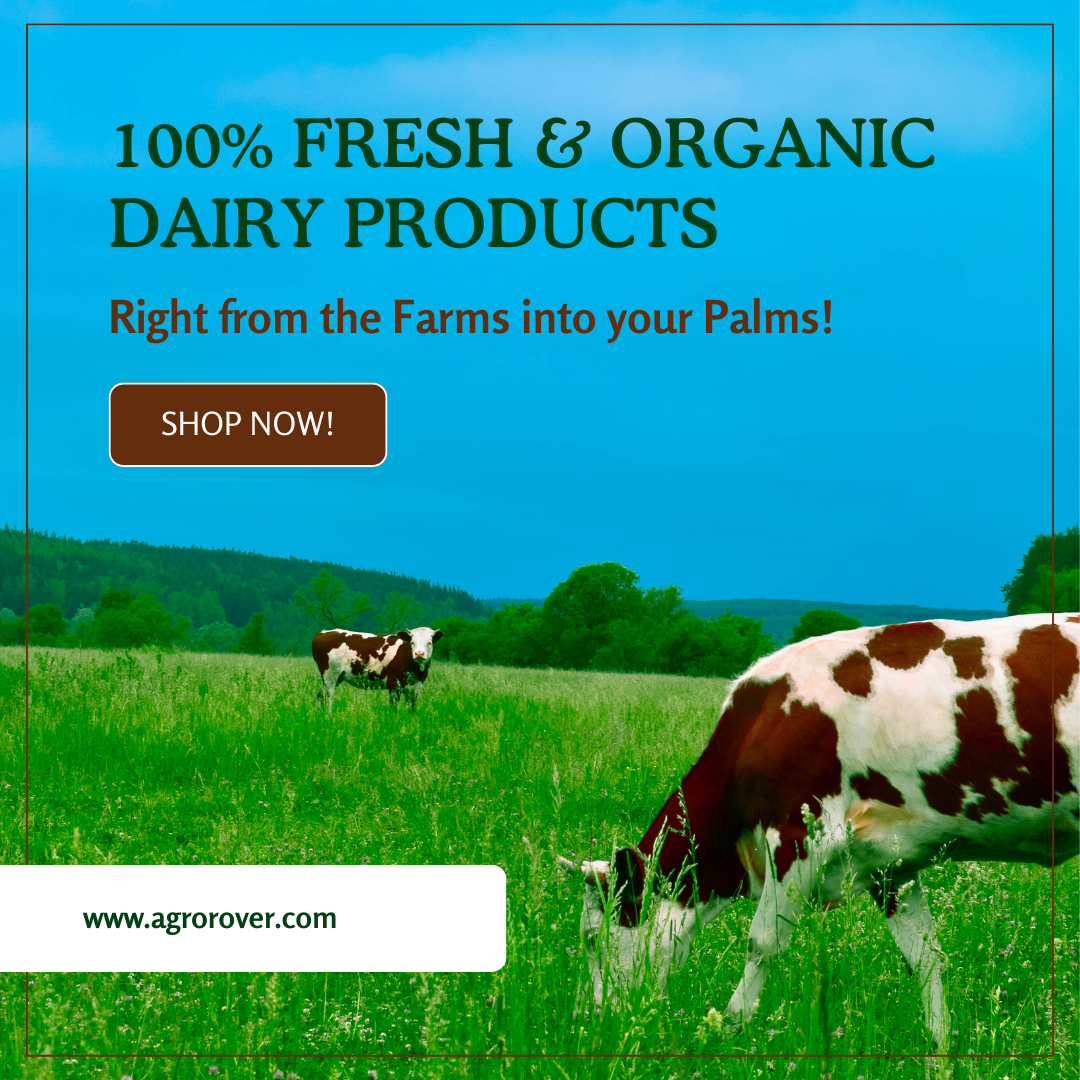 100% FRESH & ORGANIC
DAIRY PRODUCTS
Right from the Farms into your Palms!
SHOP NOW!
www.agrorover.com